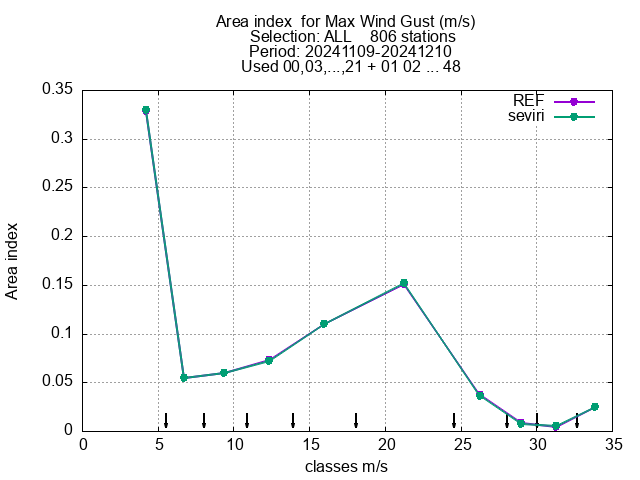 Area index  for Max Wind Gust (m/s)
Selection: ALL    806 stations
Period: 20241109-20241210
Used 00,03,...,21 + 01 02 ... 48
REF
seviri
Area index
0.35
0.3
0.25
0.2
0.15
0.1
0.05
0
0 5 10 15 20 25 30 35
classes m/s